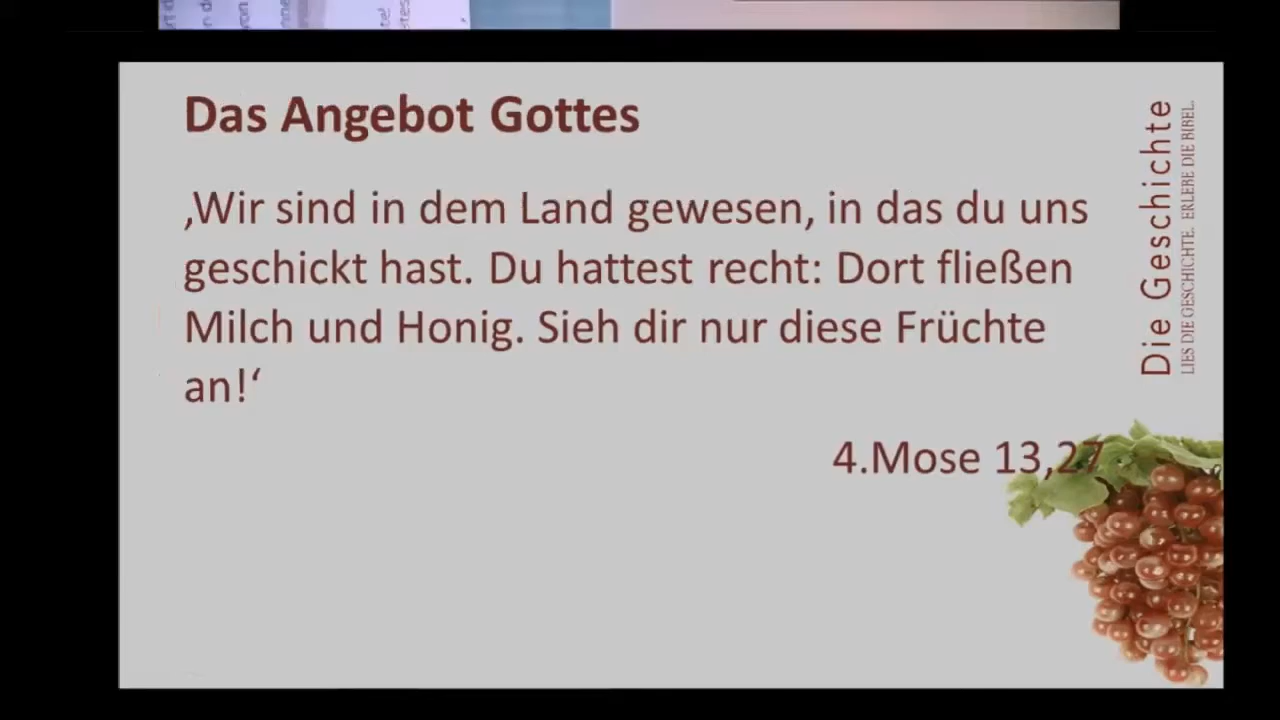 Das Angebot Gottes
‚Wir sind in dem Land gewesen, in das du uns
geschickt hast. Du hattest recht: Dort fließen
Milch und Honig. Sieh dir nur diese Früchte
an!‘
4.Mose 13,27
Die Geschichte
LIES DIE GESCHICHTE. ERLEBE DIE BIBEL.